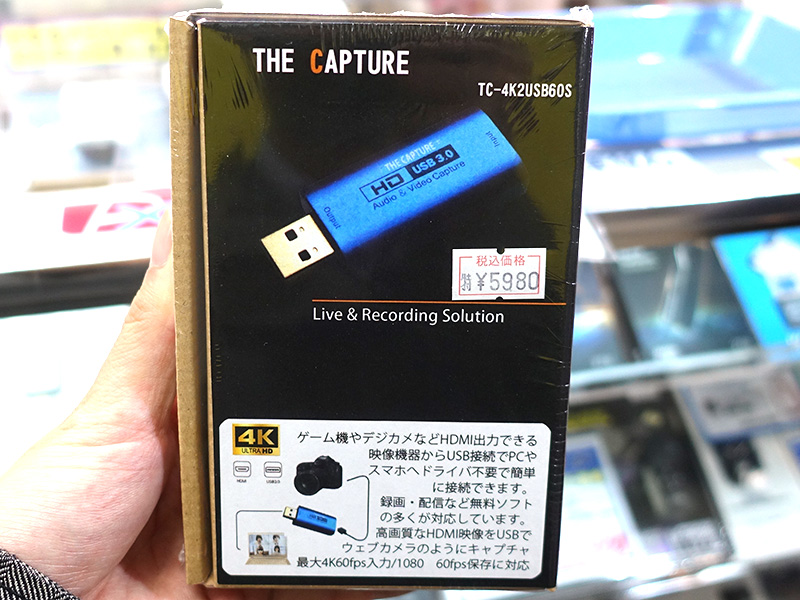 THE CAPTURE
TC-4K2USB60S
Input
THE CAPTURE
HD USB 3.0
Audio & Video Capture
Output
税込価格
特 ¥5980
Live & Recording Solution
4K
ULTRA HD
HDMI
USB3.0
ゲーム機やデジカメなどHDMI出力できる
映像機器からUSB接続でPCや
スマホへドライバ不要で簡単
に接続できます。
録画・配信など無料ソフト
の多くが対応しています。
高画質なHDMI映像をUSBで
ウェブカメラのようにキャプチャ
最大4K60fps入力/1080 60fps保存に対応